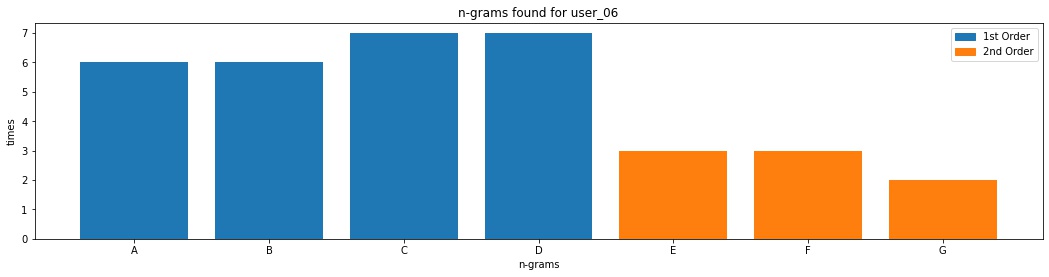 n-grams found for user_06
1st Order
2nd Order
times
7
6
5
4
3
2
1
0
A B C D E F G
n-grams